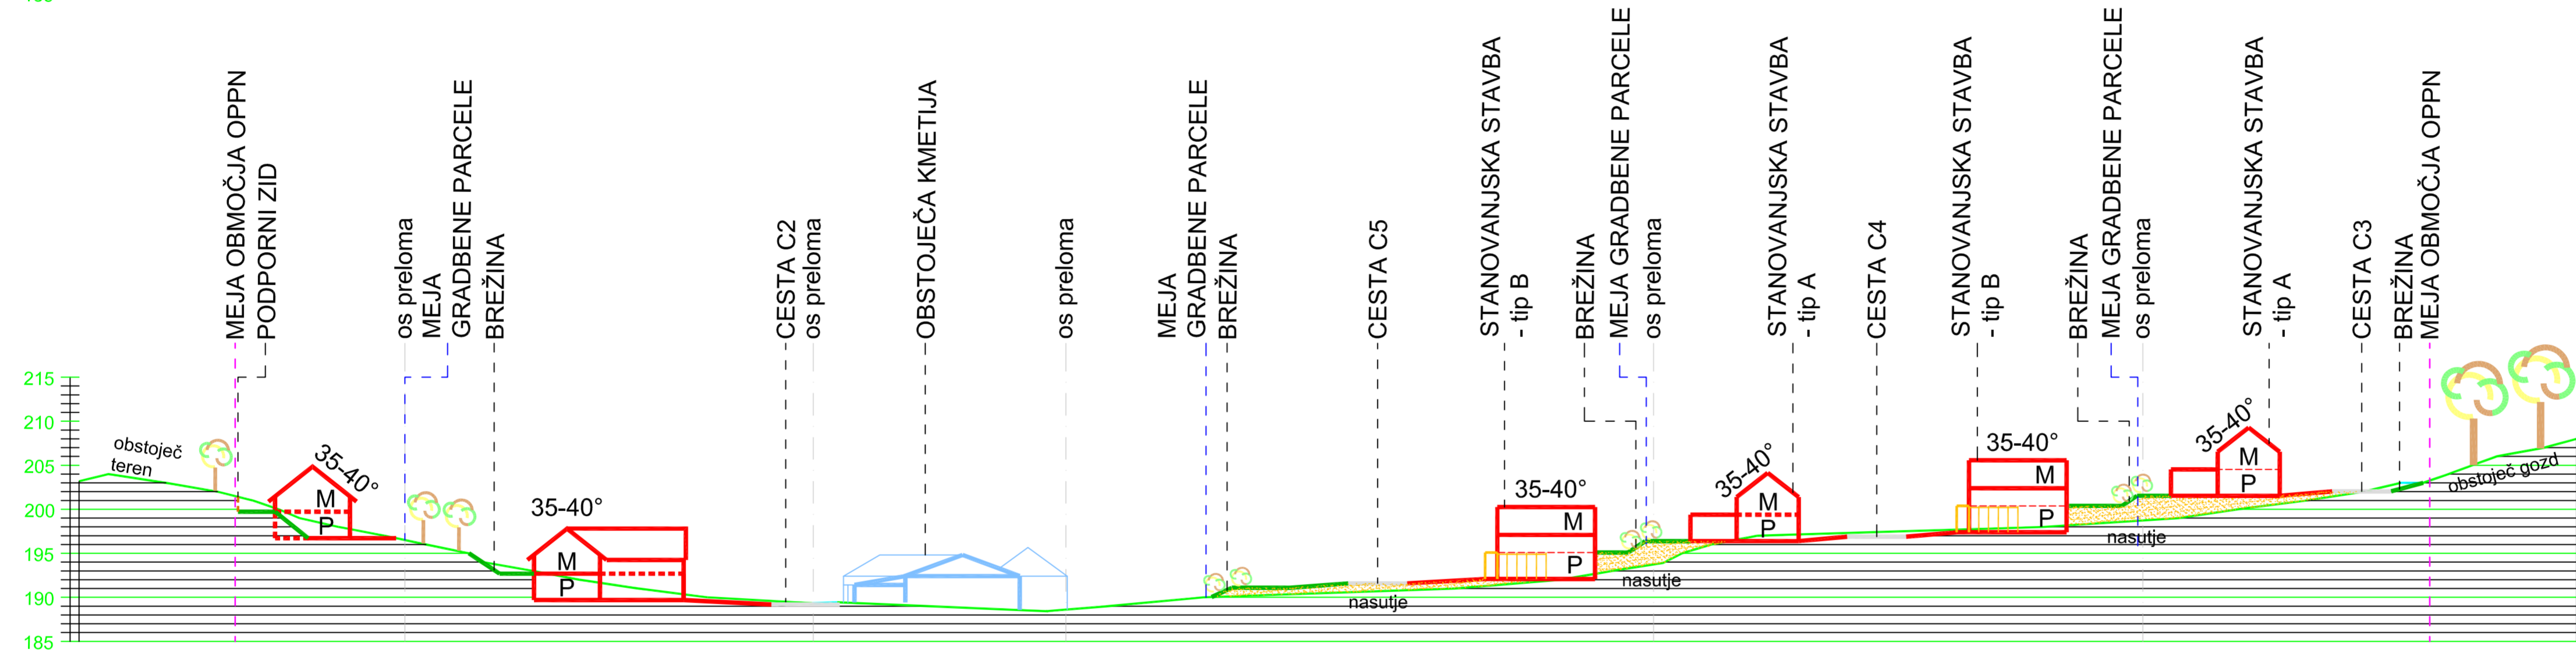 MEJA OBMOČJA OPPN
PODPORNI ZID
os preloma
MEJA
GRADBENE PARCELE
BREŽINA
CESTA C2
os preloma
OBSTOJEČA KMETIJA
os preloma
MEJA
GRADBENE PARCELE
BREŽINA
CESTA C5
STANOVANJSKA STAVBA
- tip B
BREŽINA
MEJA GRADBENE PARCELE
os preloma
STANOVANJSKA STAVBA
- tip A
CESTA C4
STANOVANJSKA STAVBA
- tip B
BREŽINA
MEJA GRADBENE PARCELE
os preloma
STANOVANJSKA STAVBA
- tip A
CESTA C3
BREŽINA
MEJA OBMOČJA OPPN
215
210
205
200
195
190
185
obstoječ
teren
35-40°
M
P
35-40°
M
P
nasutje
35-40°
M
P
nasutje
35-40°
M
P
35-40°
M
P
nasutje
35-40°
M
P
obstoječ gozd